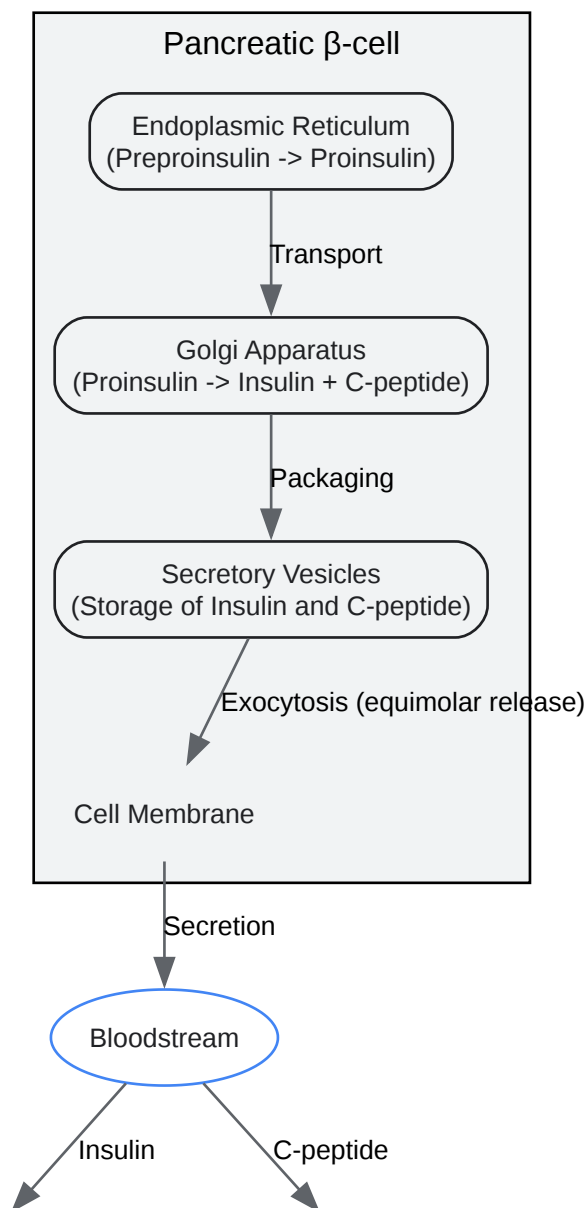 Pancreatic β-cell
Endoplasmic Reticulum
(Preproinsulin -> Proinsulin)
Transport
Golgi Apparatus
(Proinsulin -> Insulin + C-peptide)
Packaging
Secretory Vesicles
(Storage of Insulin and C-peptide)
Exocytosis (equimolar release)
Cell Membrane
Secretion
Bloodstream
Insulin
C-peptide